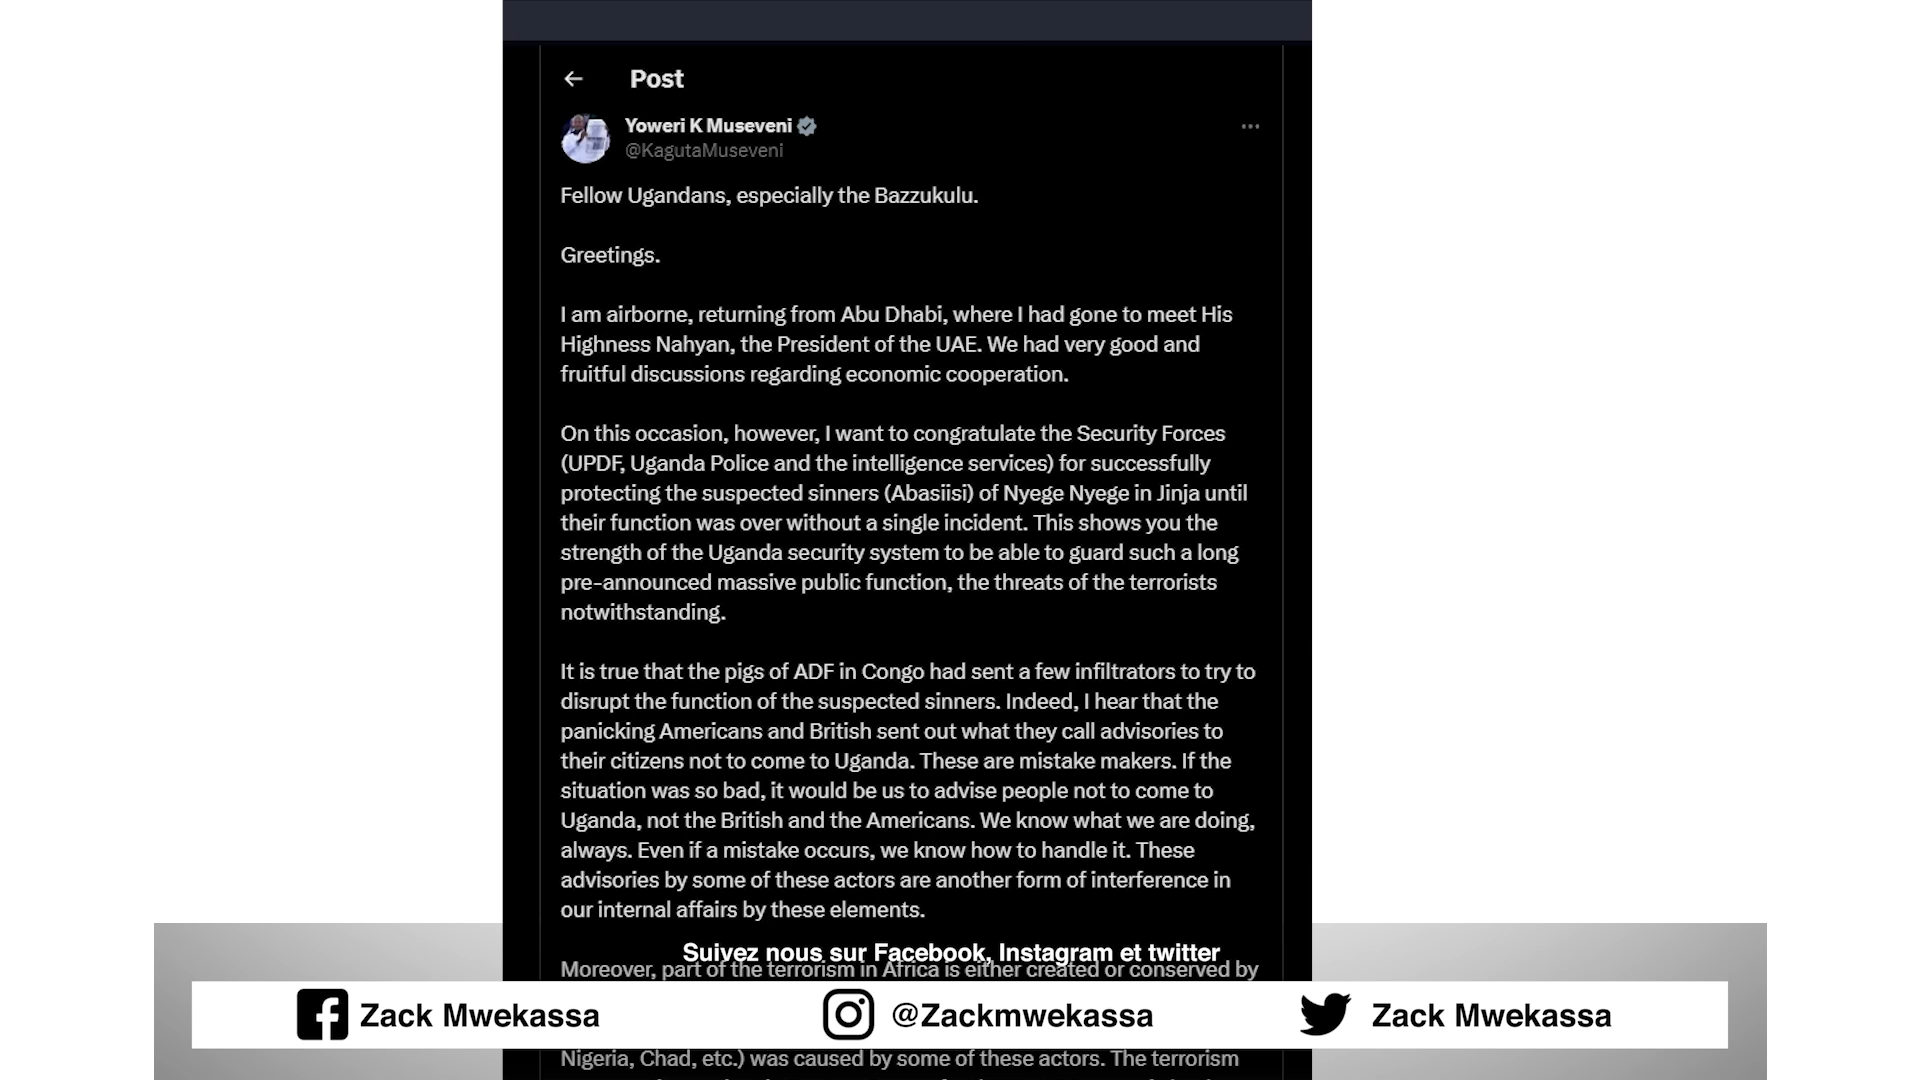 Post
Yoweri K Museveni
@KagutaMuseveni
Fellow Ugandans, especially the Bazzukulu.
Greetings.
I am airborne, returning from Abu Dhabi, where I had gone to meet His
Highness Nahyan, the President of the UAE. We had very good and
fruitful discussions regarding economic cooperation.
On this occasion, however, I want to congratulate the Security Forces
(UPDF, Uganda Police and the intelligence services) for successfully
protecting the suspected sinners (Abasiisi) of Nyege Nyege in Jinja until
their function was over without a single incident. This shows you the
strength of the Uganda security system to be able to guard such a long
pre-announced massive public function, the threats of the terrorists
notwithstanding.
It is true that the pigs of ADF in Congo had sent a few infiltrators to try to
disrupt the function of the suspected sinners. Indeed, I hear that the
panicking Americans and British sent out what they call advisories to
their citizens not to come to Uganda. These are mistake makers. If the
situation was so bad, it would be us to advise people not to come to
Uganda, not the British and the Americans. We know what we are doing,
always. Even if a mistake occurs, we know how to handle it. These
advisories by some of these actors are another form of interference in
our internal affairs by these elements.
Suivez nous sur Facebook, Instagram et twitter
Moreover, part of the terrorism in Africa is either created or conserved by
Zack Mwekassa
@Zackmwekassa
Zack Mwekassa
Nigeria, Chad, etc.) was caused by some of these actors. The terrorism